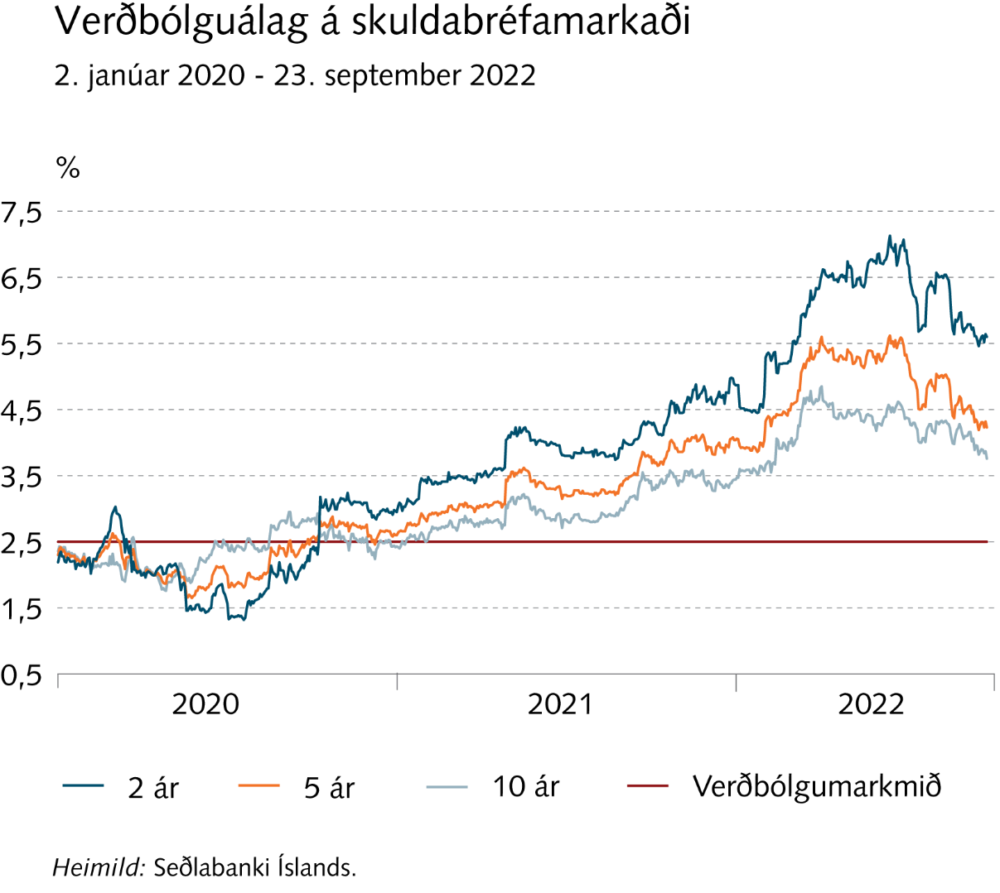 Verðbólguálag á skuldabréfamarkaði
2. janúar 2020 - 23. september 2022
%
7,5
6,5
5,5
4,5
3,5
2,5
1,5
0,5
2020 2021 2022
2 ár 5 ár 10 ár Verðbólgumarkmið
Heimild: Seðlabanki Íslands.